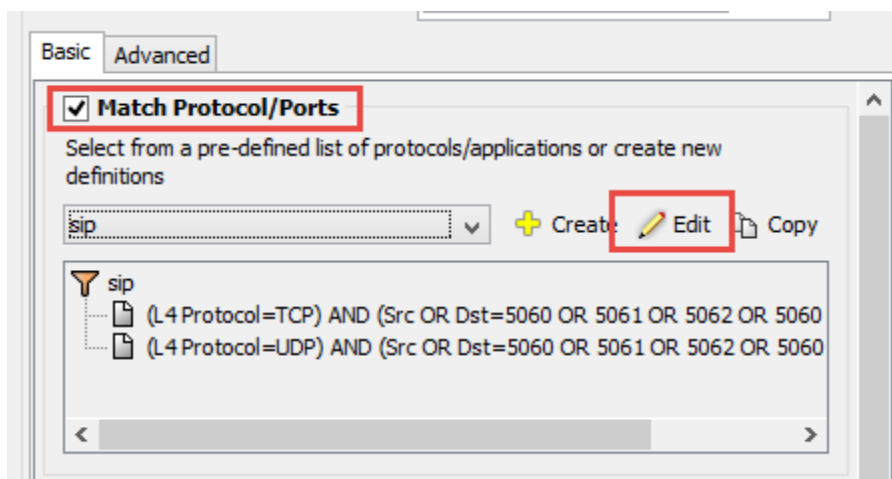 Basic Advanced
Match Protocol/Ports
Select from a pre-defined list of protocols/applications or create new
definitions
sip Create Edit Copy
sip
(L4 Protocol=TCP) AND (Src OR Dst=5060 OR 5061 OR 5062 OR 5060
(L4 Protocol=UDP) AND (Src OR Dst=5060 OR 5061 OR 5062 OR 5060